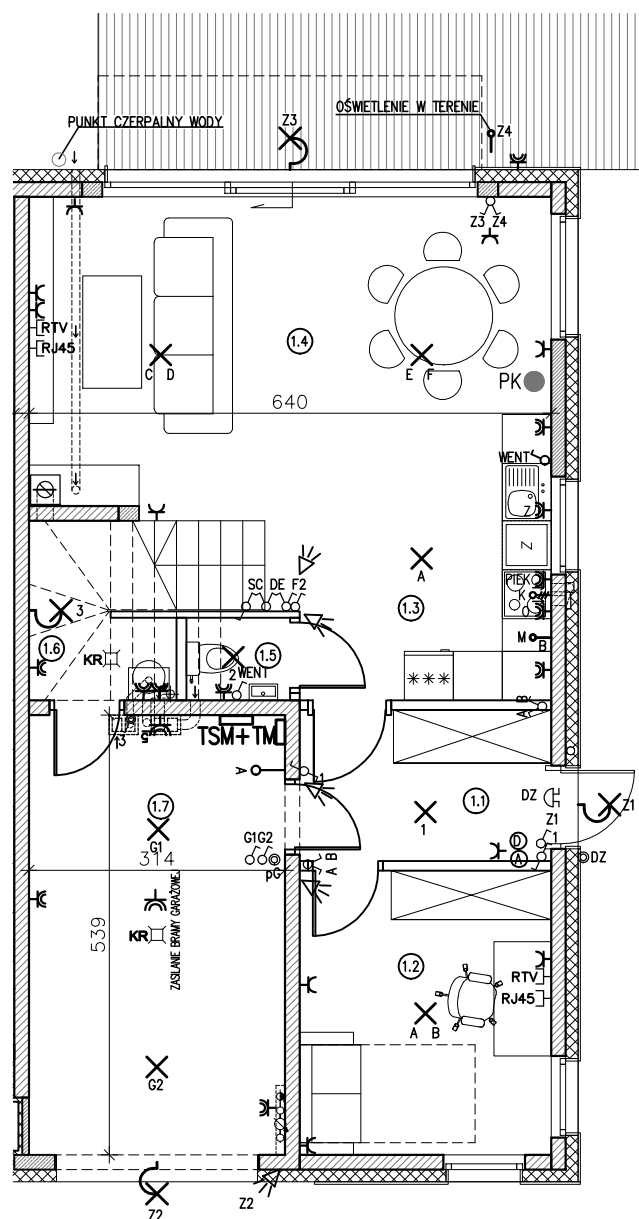 OŚWIETLENIE W TERENIE
PUNKT CZERPALNY WODY
Z3
Z4
Z3 Z4
RTV
RJ45
1.4
C D
E F
PK
640
WENT
Z
Z
SC DE F2
A
PIEK
K
1.3
3
M
B
1.6
KR
1.5
2
WENT
***
A
B
13
5
TSM+TM
A
1
1.1
DZ
Z1
1.7
G1
G1G2
1
Z1
1
D
A
DZ
314
pG
B
A
539
KR
ZASILANIE BRAMY GARAŻOWEJ
1.2
RTV
RJ45
A B
G2
Z2
Z2